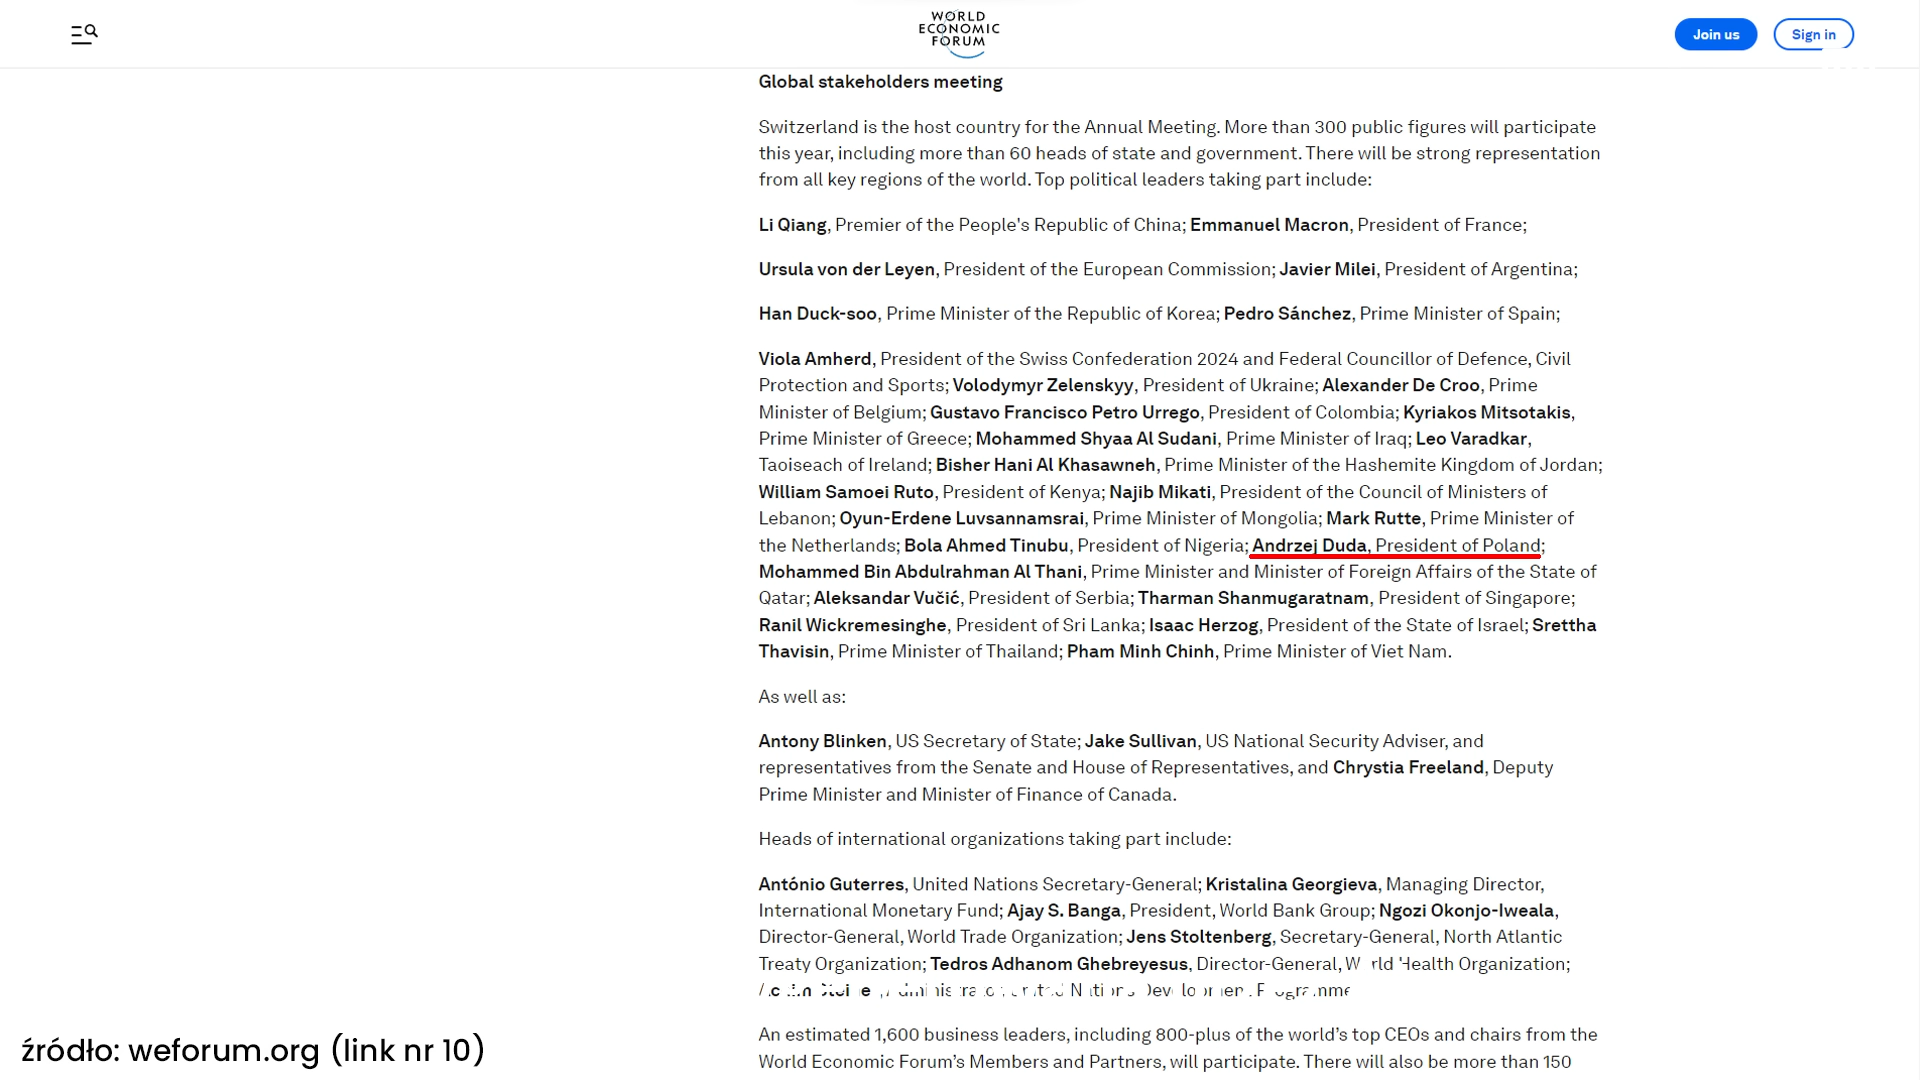 WORLD
ECONOMIC
FORUM
Join us
Sign in
Global stakeholders meeting
Switzerland is the host country for the Annual Meeting. More than 300 public figures will participate
this year, including more than 60 heads of state and government. There will be strong representation
from all key regions of the world. Top political leaders taking part include:
Li Qiang, Premier of the People's Republic of China; Emmanuel Macron, President of France;
Ursula von der Leyen, President of the European Commission; Javier Milei, President of Argentina;
Han Duck-soo, Prime Minister of the Republic of Korea; Pedro Sánchez, Prime Minister of Spain;
Viola Amherd, President of the Swiss Confederation 2024 and Federal Councillor of Defence, Civil
Protection and Sports; Volodymyr Zelenskyy, President of Ukraine; Alexander De Croo, Prime
Minister of Belgium; Gustavo Francisco Petro Urrego, President of Colombia; Kyriakos Mitsotakis,
Prime Minister of Greece; Mohammed Shyaa Al Sudani, Prime Minister of Iraq; Leo Varadkar,
Taoiseach of Ireland; Bisher Hani Al Khasawneh, Prime Minister of the Hashemite Kingdom of Jordan;
William Samoei Ruto, President of Kenya; Najib Mikati, President of the Council of Ministers of
Lebanon; Oyun-Erdene Luvsannamsrai, Prime Minister of Mongolia; Mark Rutte, Prime Minister of
the Netherlands; Bola Ahmed Tinubu, President of Nigeria; Andrzej Duda, President of Poland;
Mohammed Bin Abdulrahman Al Thani, Prime Minister and Minister of Foreign Affairs of the State of
Qatar; Aleksandar Vučić, President of Serbia; Tharman Shanmugaratnam, President of Singapore;
Ranil Wickremesinghe, President of Sri Lanka; Isaac Herzog, President of the State of Israel; Srettha
Thavisin, Prime Minister of Thailand; Pham Minh Chinh, Prime Minister of Viet Nam.
As well as:
Antony Blinken, US Secretary of State; Jake Sullivan, US National Security Adviser, and
representatives from the Senate and House of Representatives, and Chrystia Freeland, Deputy
Prime Minister and Minister of Finance of Canada.
Heads of international organizations taking part include:
António Guterres, United Nations Secretary-General; Kristalina Georgieva, Managing Director,
International Monetary Fund; Ajay S. Banga, President, World Bank Group; Ngozi Okonjo-Iweala,
Director-General, World Trade Organization; Jens Stoltenberg, Secretary-General, North Atlantic
Treaty Organization; Tedros Adhanom Ghebreyesus, Director-General, World Health Organization;
An estimated 1,600 business leaders, including 800-plus of the world's top CEOs and chairs from the
World Economic Forum's Members and Partners, will participate. There will also be more than 150
źródło: weforum.org (link nr 10)